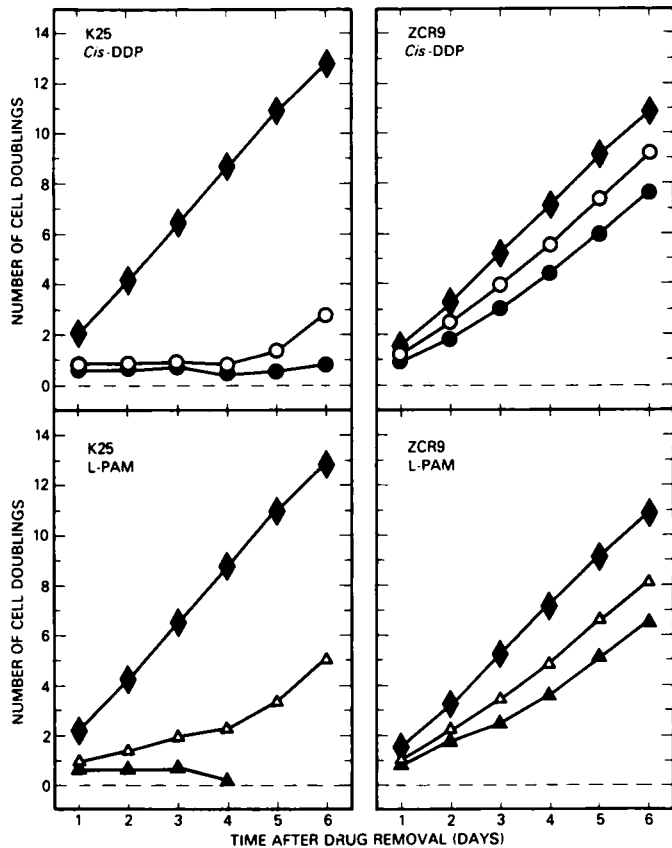 K25
Cis-DDP
ZCR9
Cis-DDP
NUMBER OF CELL DOUBLINGS
14
12
10
8
6
4
2
0
K25
L-PAM
ZCR9
L-PAM
NUMBER OF CELL DOUBLINGS
14
12
10
8
6
4
2
0
1 2 3 4 5 6 1 2 3 4 5 6
TIME AFTER DRUG REMOVAL (DAYS)